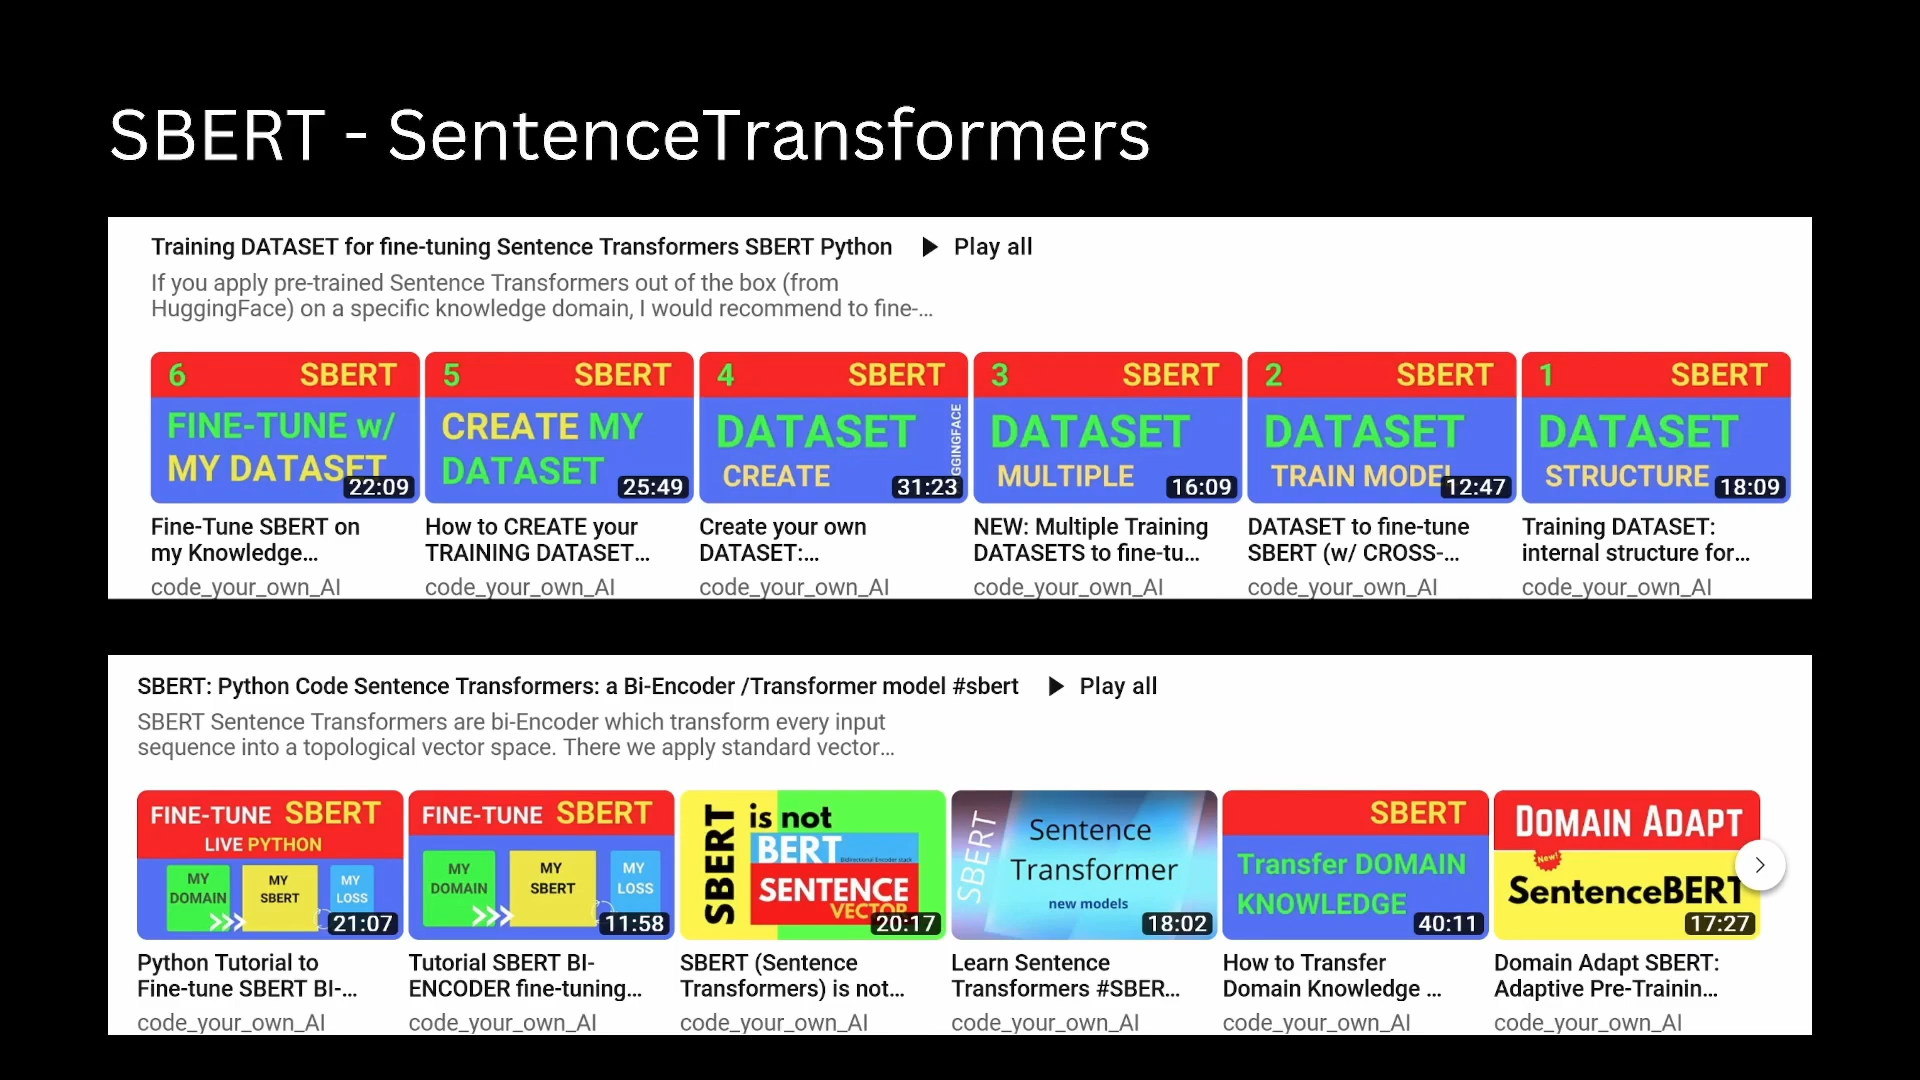 SBERT - SentenceTransformers
Training DATASET for fine-tuning Sentence Transformers SBERT Python
Play all
If you apply pre-trained Sentence Transformers out of the box (from
HuggingFace) on a specific knowledge domain, I would recommend to fine-...
6 SBERT
FINE-TUNE w/
MY DATASET
22:09
Fine-Tune SBERT on
my Knowledge...
code_your_own_AI
5 SBERT
CREATE MY
DATASET
25:49
How to CREATE your
TRAINING DATASET...
code_your_own_AI
4 SBERT
DATASET
CREATE
31:23
Create your own
DATASET:...
code_your_own_AI
3 SBERT
DATASET
MULTIPLE
16:09
NEW: Multiple Training
DATASETS to fine-tu...
code_your_own_AI
2 SBERT
DATASET
TRAIN MODEL
12:47
DATASET to fine-tune
SBERT (w/ CROSS-...
code_your_own_AI
1 SBERT
DATASET
STRUCTURE
18:09
Training DATASET:
internal structure for...
code_your_own_AI
SBERT: Python Code Sentence Transformers: a Bi-Encoder /Transformer model #sbert
Play all
SBERT Sentence Transformers are bi-Encoder which transform every input
sequence into a topological vector space. There we apply standard vector...
FINE-TUNE SBERT
LIVE PYTHON
MY
DOMAIN
MY
SBERT
MY
LOSS
21:07
Python Tutorial to
Fine-tune SBERT BI-...
code_your_own_AI
FINE-TUNE SBERT
MY
DOMAIN
MY
SBERT
MY
LOSS
11:58
Tutorial SBERT BI-
ENCODER fine-tuning...
code_your_own_AI
SBERT
is not
BERT
SENTENCE
VECTOR
20:17
SBERT (Sentence
Transformers) is not...
code_your_own_AI
SBERT
Sentence
Transformer
new models
18:02
Learn Sentence
Transformers #SBER...
code_your_own_AI
SBERT
Transfer DOMAIN
KNOWLEDGE
40:11
How to Transfer
Domain Knowledge ...
code_your_own_AI
DOMAIN ADAPT
New!
SentenceBERT
17:27
Domain Adapt SBERT:
Adaptive Pre-Trainin...
code_your_own_AI